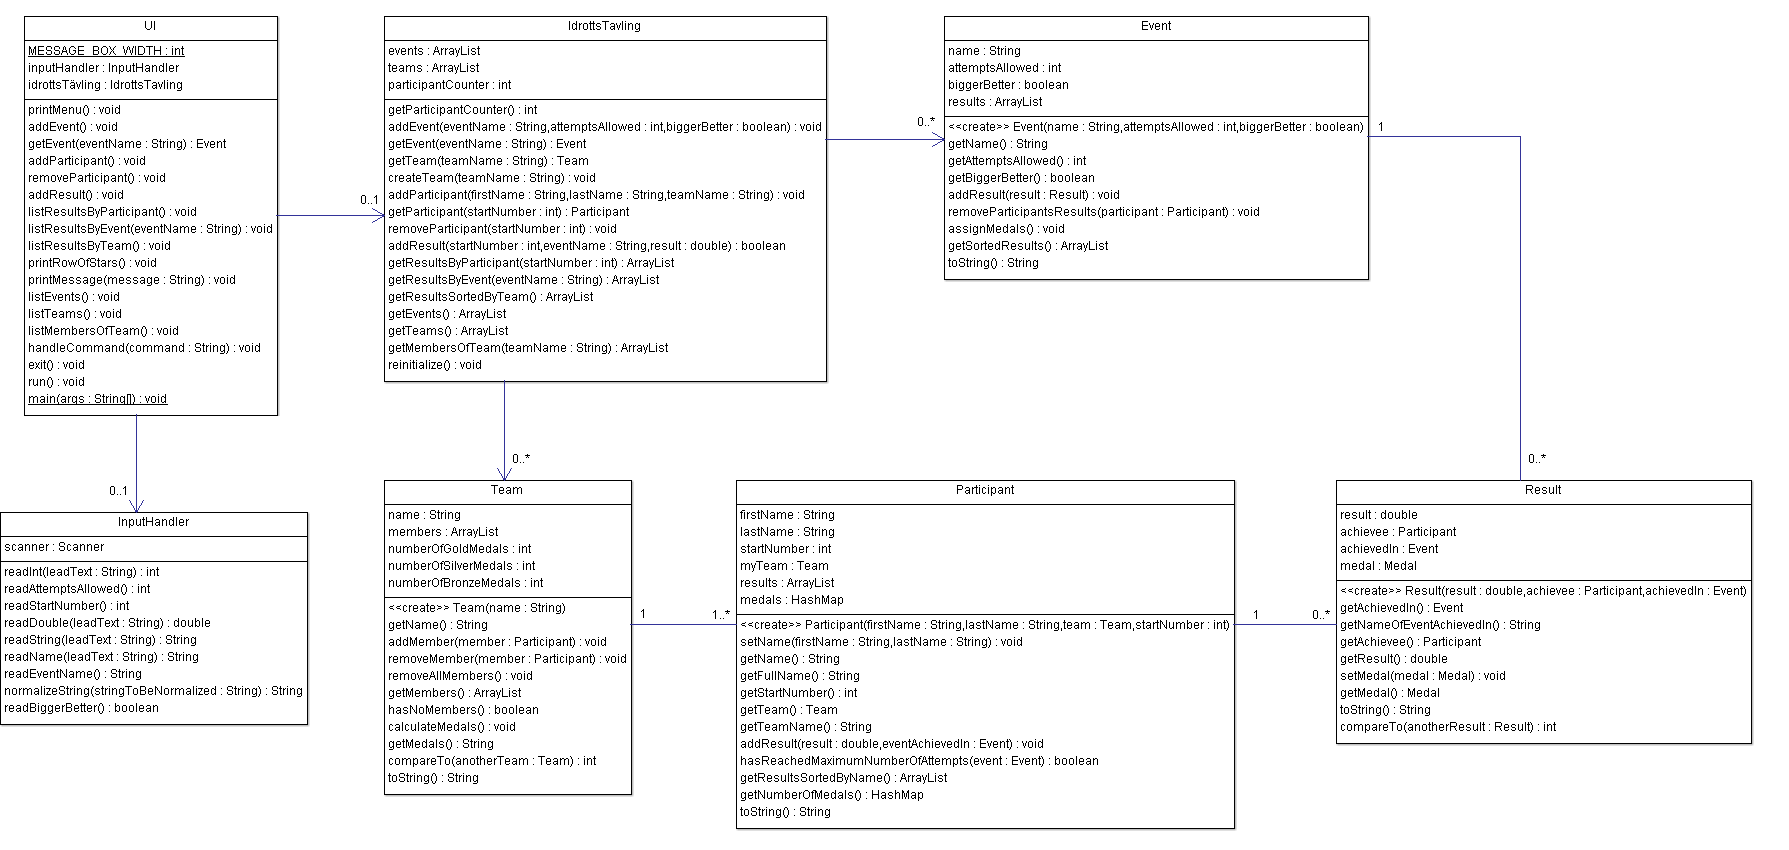 UI
MESSAGE_BOX_WIDTH : int
inputHandler : InputHandler
idrottsTävling : IdrottsTavling
printMenu() : void
addEvent() : void
getEvent(eventName : String) : Event
addParticipant() : void
removeParticipant() : void
addResult() : void
listResultsByParticipant() : void
listResultsByEvent(eventName : String) : void
listResultsByTeam() : void
printRowOfStars() : void
printMessage(message : String) : void
listEvents() : void
listTeams() : void
listMembersOfTeam() : void
handleCommand(command : String) : void
exit() : void
run() : void
main(args : String[]) : void
0..1
IdrottsTavling
events : ArrayList
teams : ArrayList
participantCounter : int
getParticipantCounter() : int
addEvent(eventName : String,attemptsAllowed : int,biggerBetter : boolean) : void
getEvent(eventName : String) : Event
getTeam(teamName : String) : Team
createTeam(teamName : String) : void
addParticipant(firstName : String,lastName : String,teamName : String) : void
getParticipant(startNumber : int) : Participant
removeParticipant(startNumber : int) : void
addResult(startNumber : int,eventName : String,result : double) : boolean
getResultsByParticipant(startNumber : int) : ArrayList
getResultsByEvent(eventName : String) : ArrayList
getResultsSortedByTeam() : ArrayList
getEvents() : ArrayList
getTeams() : ArrayList
getMembersOfTeam(teamName : String) : ArrayList
reinitialize() : void
0..*
Event
name : String
attemptsAllowed : int
biggerBetter : boolean
results : ArrayList
<<create>> Event(name : String,attemptsAllowed : int,biggerBetter : boolean)
getName() : String
getAttemptsAllowed() : int
getBiggerBetter() : boolean
addResult(result : Result) : void
removeParticipantsResults(participant : Participant) : void
assignMedals() : void
getSortedResults() : ArrayList
toString() : String
1
0..*
0..1
0..*
InputHandler
scanner : Scanner
readInt(leadText : String) : int
readAttemptsAllowed() : int
readStartNumber() : int
readDouble(leadText : String) : double
readString(leadText : String) : String
readName(leadText : String) : String
readEventName() : String
normalizeString(stringToBeNormalized : String) : String
readBiggerBetter() : boolean
Team
name : String
members : ArrayList
numberOfGoldMedals : int
numberOfSilverMedals : int
numberOfBronzeMedals : int
<<create>> Team(name : String)
getName() : String
addMember(member : Participant) : void
removeMember(member : Participant) : void
removeAllMembers() : void
getMembers() : ArrayList
hasNoMembers() : boolean
calculateMedals() : void
getMedals() : String
compareTo(anotherTeam : Team) : int
toString() : String
1
1..*
Participant
firstName : String
lastName : String
startNumber : int
myTeam : Team
results : ArrayList
medals : HashMap
<<create>> Participant(firstName : String,lastName : String,team : Team,startNumber : int)
setName(firstName : String,lastName : String) : void
getName() : String
getFullName() : String
getStartNumber() : int
getTeam() : Team
getTeamName() : String
addResult(result : double,eventAchievedIn : Event) : void
hasReachedMaximumNumberOfAttempts(event : Event) : boolean
getResultsSortedByName() : ArrayList
getNumberOfMedals() : HashMap
toString() : String
1
0..*
Result
result : double
achievee : Participant
achievedIn : Event
medal : Medal
<<create>> Result(result : double,achievee : Participant,achievedIn : Event)
getAchievedIn() : Event
getNameOfEventAchievedIn() : String
getAchievee() : Participant
getResult() : double
setMedal(medal : Medal) : void
getMedal() : Medal
toString() : String
compareTo(anotherResult : Result) : int